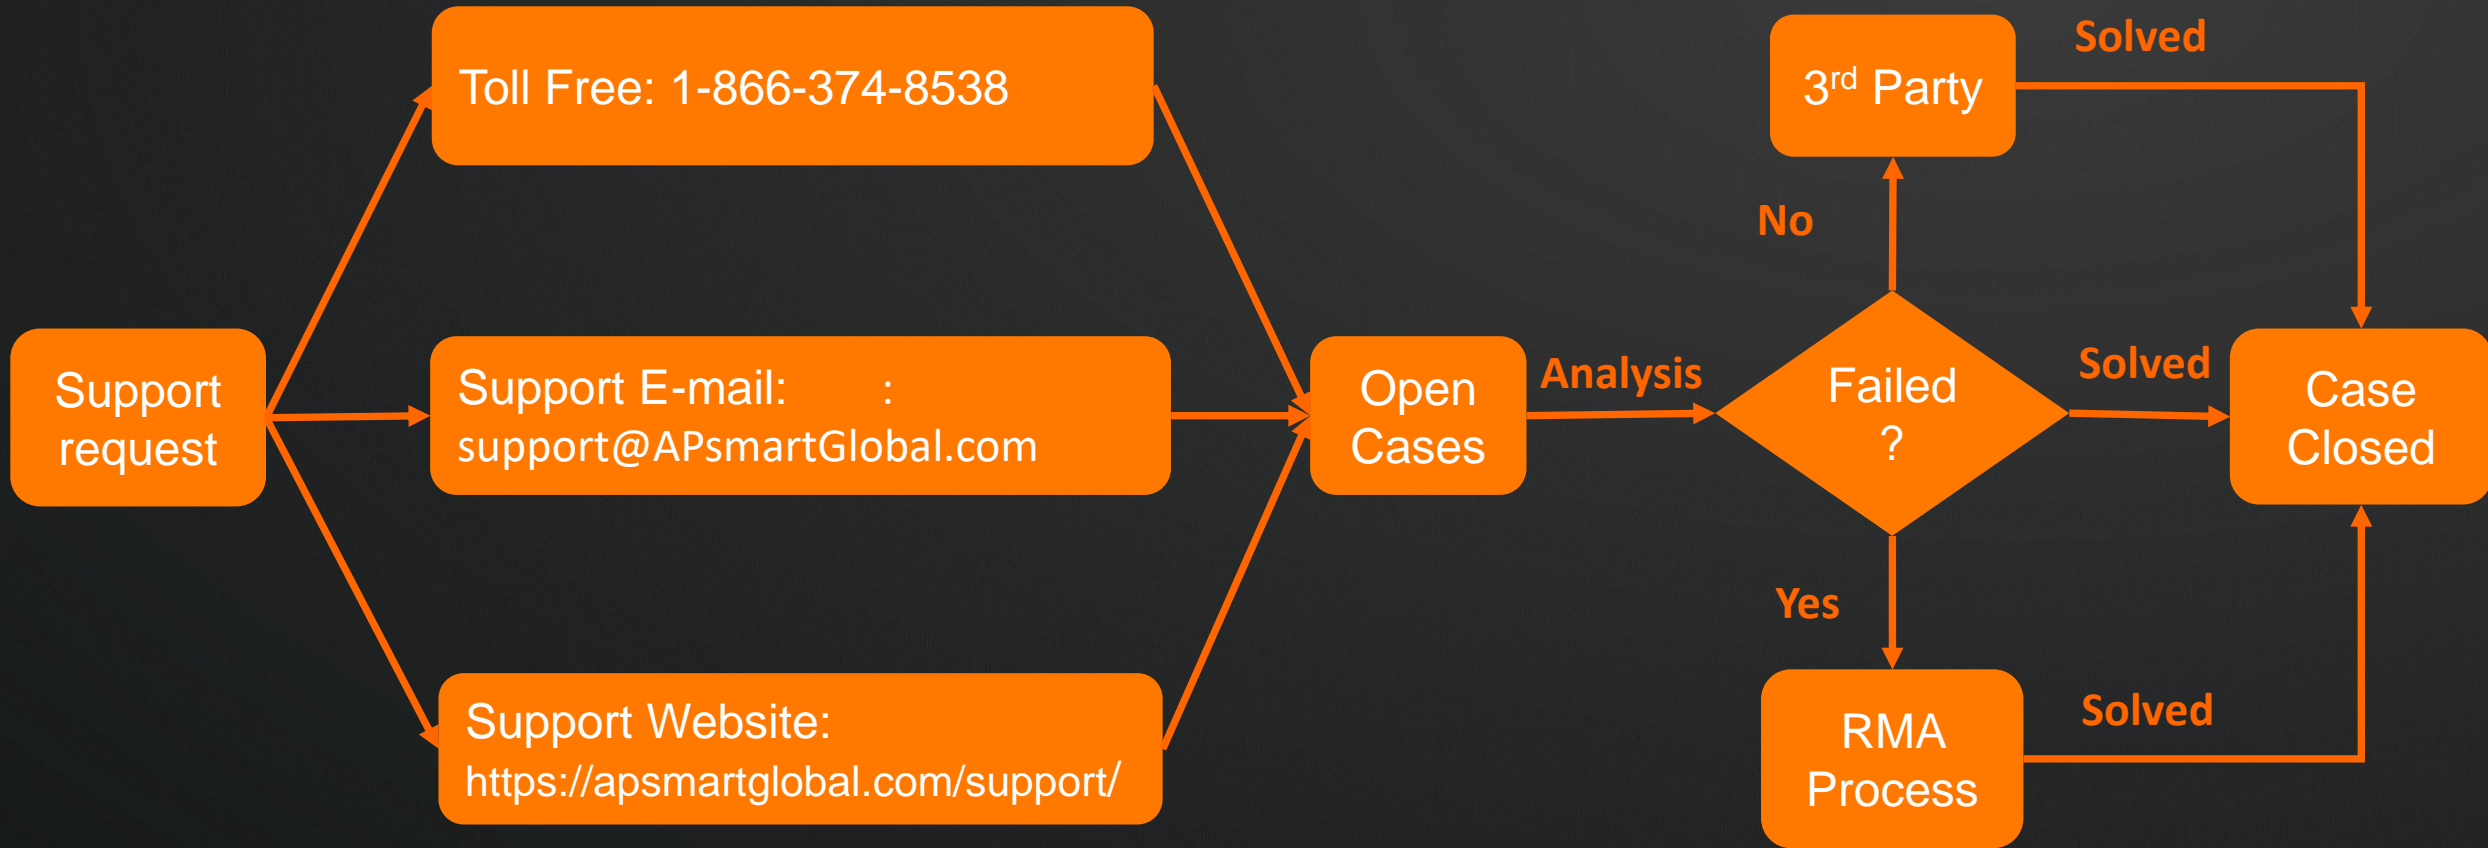 Support
request
Toll Free: 1-866-374-8538
Support E-mail: :
support@APsmartGlobal.com
Support Website:
https://apsmartglobal.com/support/
Open
Cases
Analysis
Failed
?
No
3rd Party
Solved
Solved
Yes
RMA
Process
Solved
Case
Closed